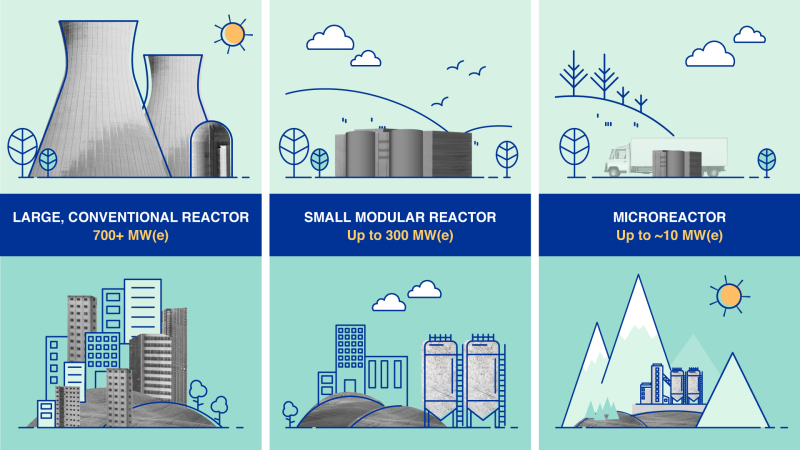 LARGE, CONVENTIONAL REACTOR
700+ MW(e)
SMALL MODULAR REACTOR
Up to 300 MW(e)
MICROREACTOR
Up to ~10 MW(e)